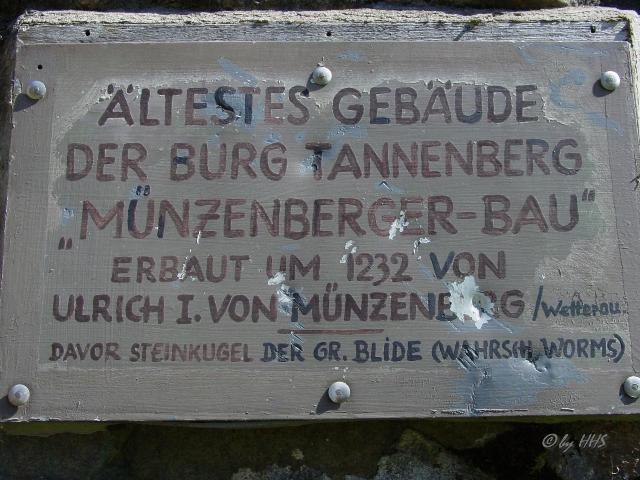 ÄLTESTES GEBÄUDE
DER BURG TANNENBERG
„MÜNZENBERGER-BAU"
ERBAUT UM 1232 VON
ULRICH I. VON MÜNZENBERG /Wetterau.
DAVOR STEINKUGEL DER GR. BLIDE (WAHRSCH. WORMS)
© by HHS